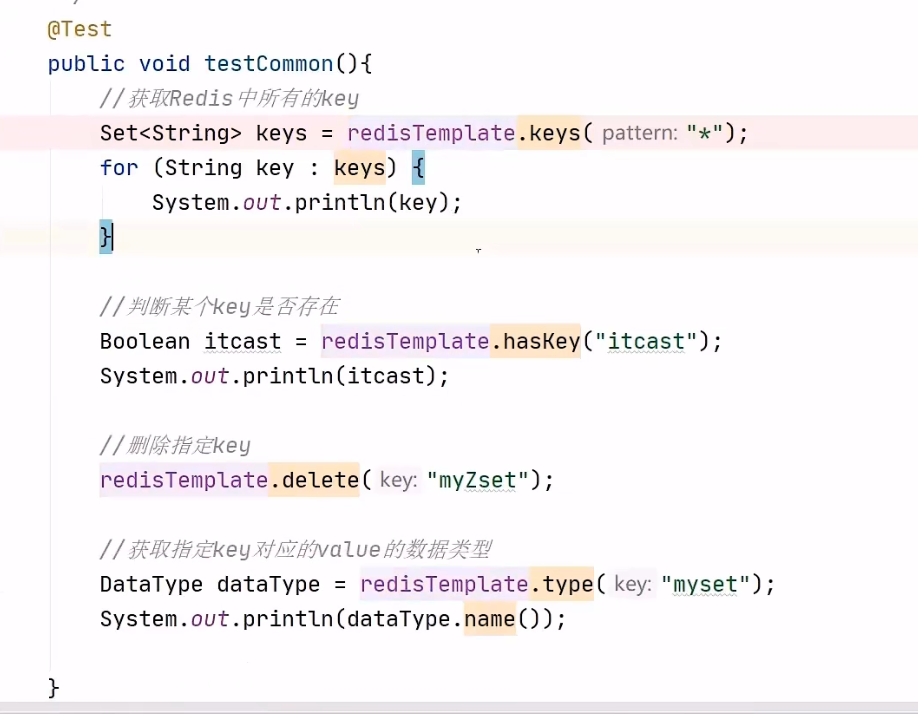 @Test
public void testCommon(){
//获取Redis中所有的key
Set<String> keys = redisTemplate.keys( pattern: "*");
for (String key : keys) {
System.out.println(key);
}
//判断某个key是否存在
Boolean itcast = redisTemplate.hasKey("itcast");
System.out.println(itcast);
//删除指定key
redisTemplate.delete( key: "myZset");
//获取指定key对应的value的数据类型
DataType dataType = redisTemplate.type( key: "myset");
System.out.println(dataType.name());
}